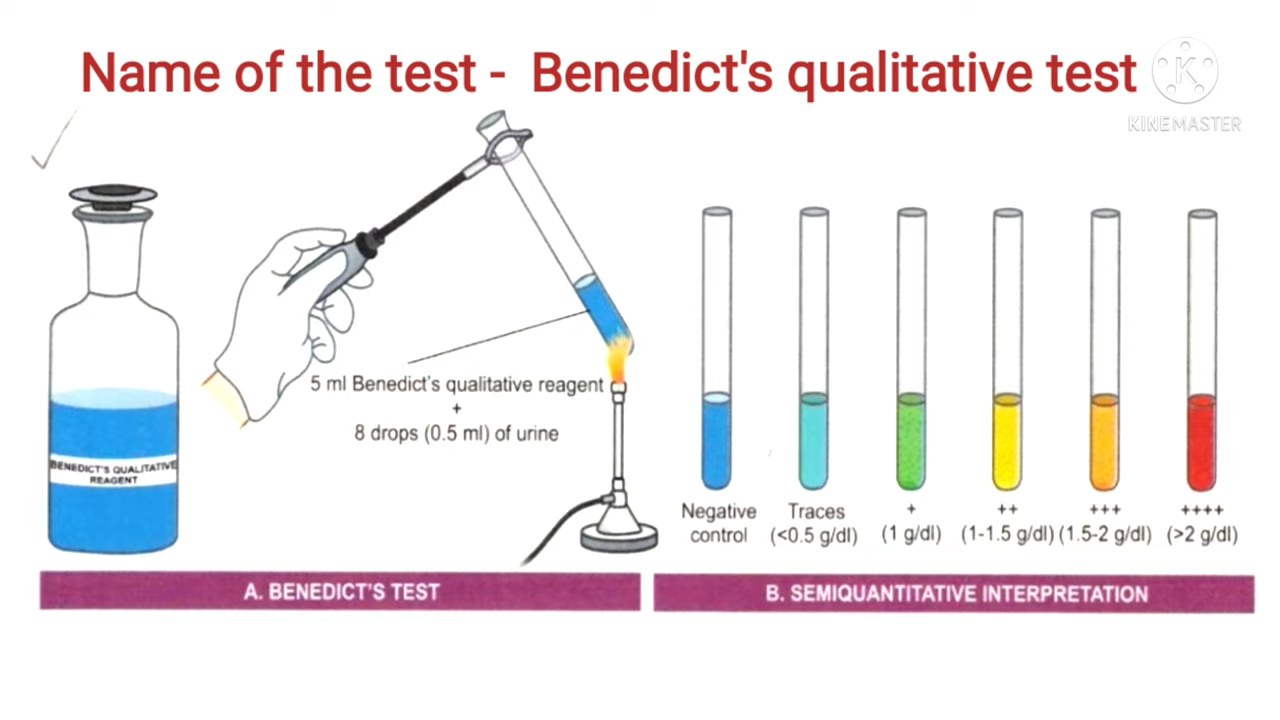 Name of the test - Benedict's qualitative test
K
KINEMASTER
BENEDICT'S QUALITATIVE
REAGENT
5 ml Benedict's qualitative reagent
+
8 drops (0.5 ml) of urine
Negative
control
Traces
(<0.5 g/dl)
+
(1 g/dl)
++
(1-1.5 g/dl)
+++
(1.5-2 g/dl)
++++
(>2 g/dl)
A. BENEDICT'S TEST
B. SEMIQUANTITATIVE INTERPRETATION